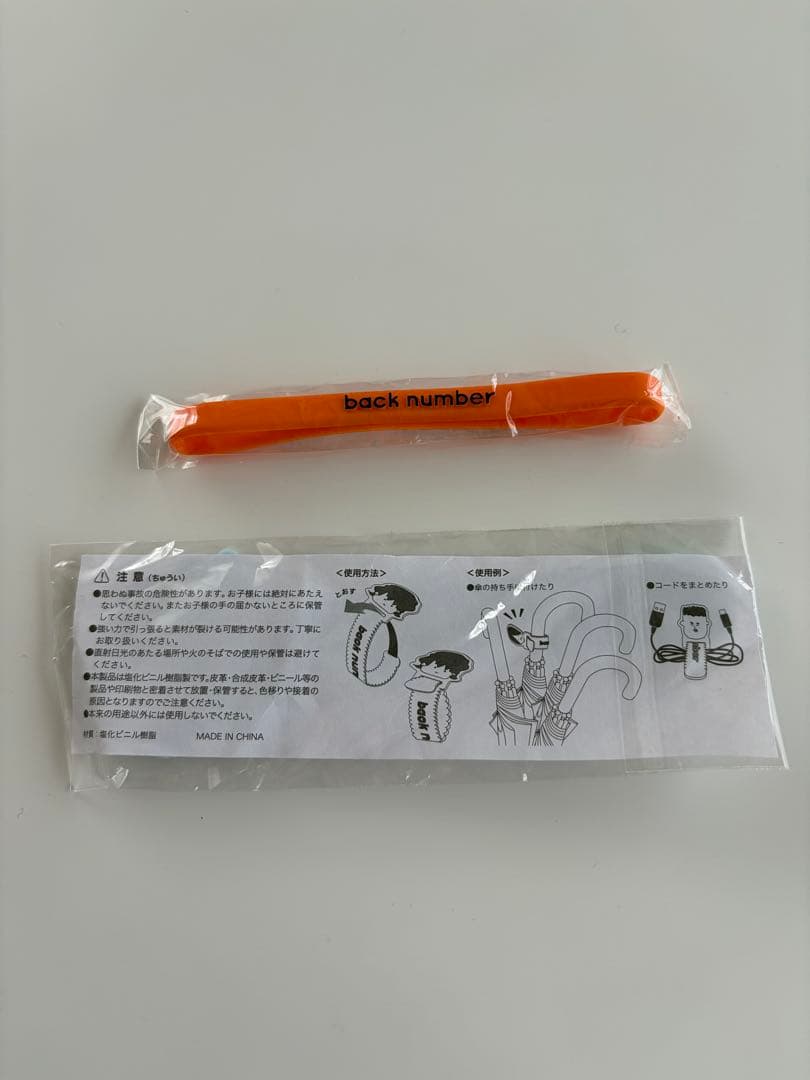 back number
⚠ 注意(ちゅうい)
●思わぬ事故の危険性があります。お子様には絶対にあたえ
ないでください。またお子様の手の届かないところに保管
してください。
●強い力で引っ張ると素材が裂ける可能性があります。丁寧に
お取り扱いください。
●直射日光のあたる場所や火のそばでの使用や保管は避けて
ください。
●本製品は塩化ビニル樹脂製です。皮革・合成皮革・ビニール等の
製品や印刷物と密着させて放置・保管すると、色移りや接着の
原因となりますのでご注意ください。
●本来の用途以外には使用しないでください。
材質：塩化ビニル樹脂 MADE IN CHINA
<使用方法>
とおす
back num
back n
<使用例>
●傘の持ち手に付けたり
●コードをまとめたり